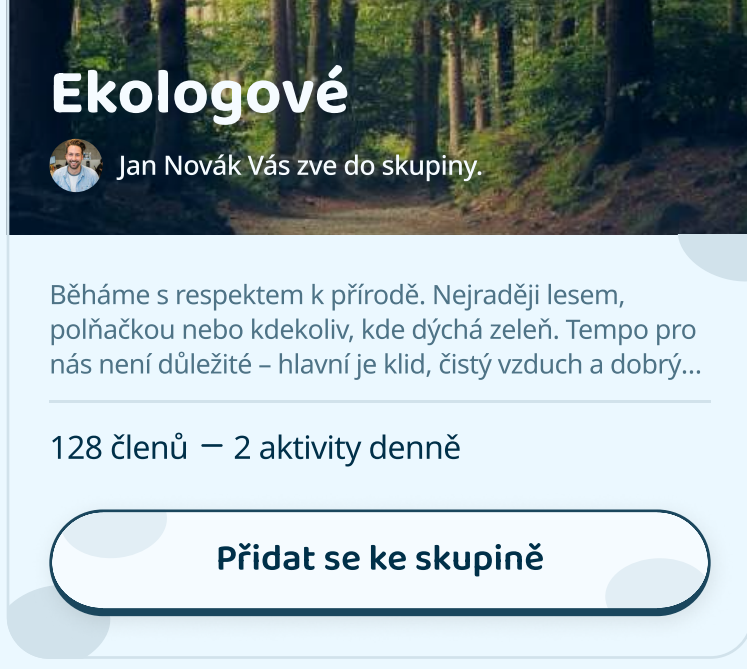 Ekologové
Jan Novák Vás zve do skupiny.
Běháme s respektem k přírodě. Nejraději lesem,
polňačkou nebo kdekoliv, kde dýchá zeleň. Tempo pro
nás není důležité – hlavní je klid, čistý vzduch a dobrý...
128 členů – 2 aktivity denně
Přidat se ke skupině